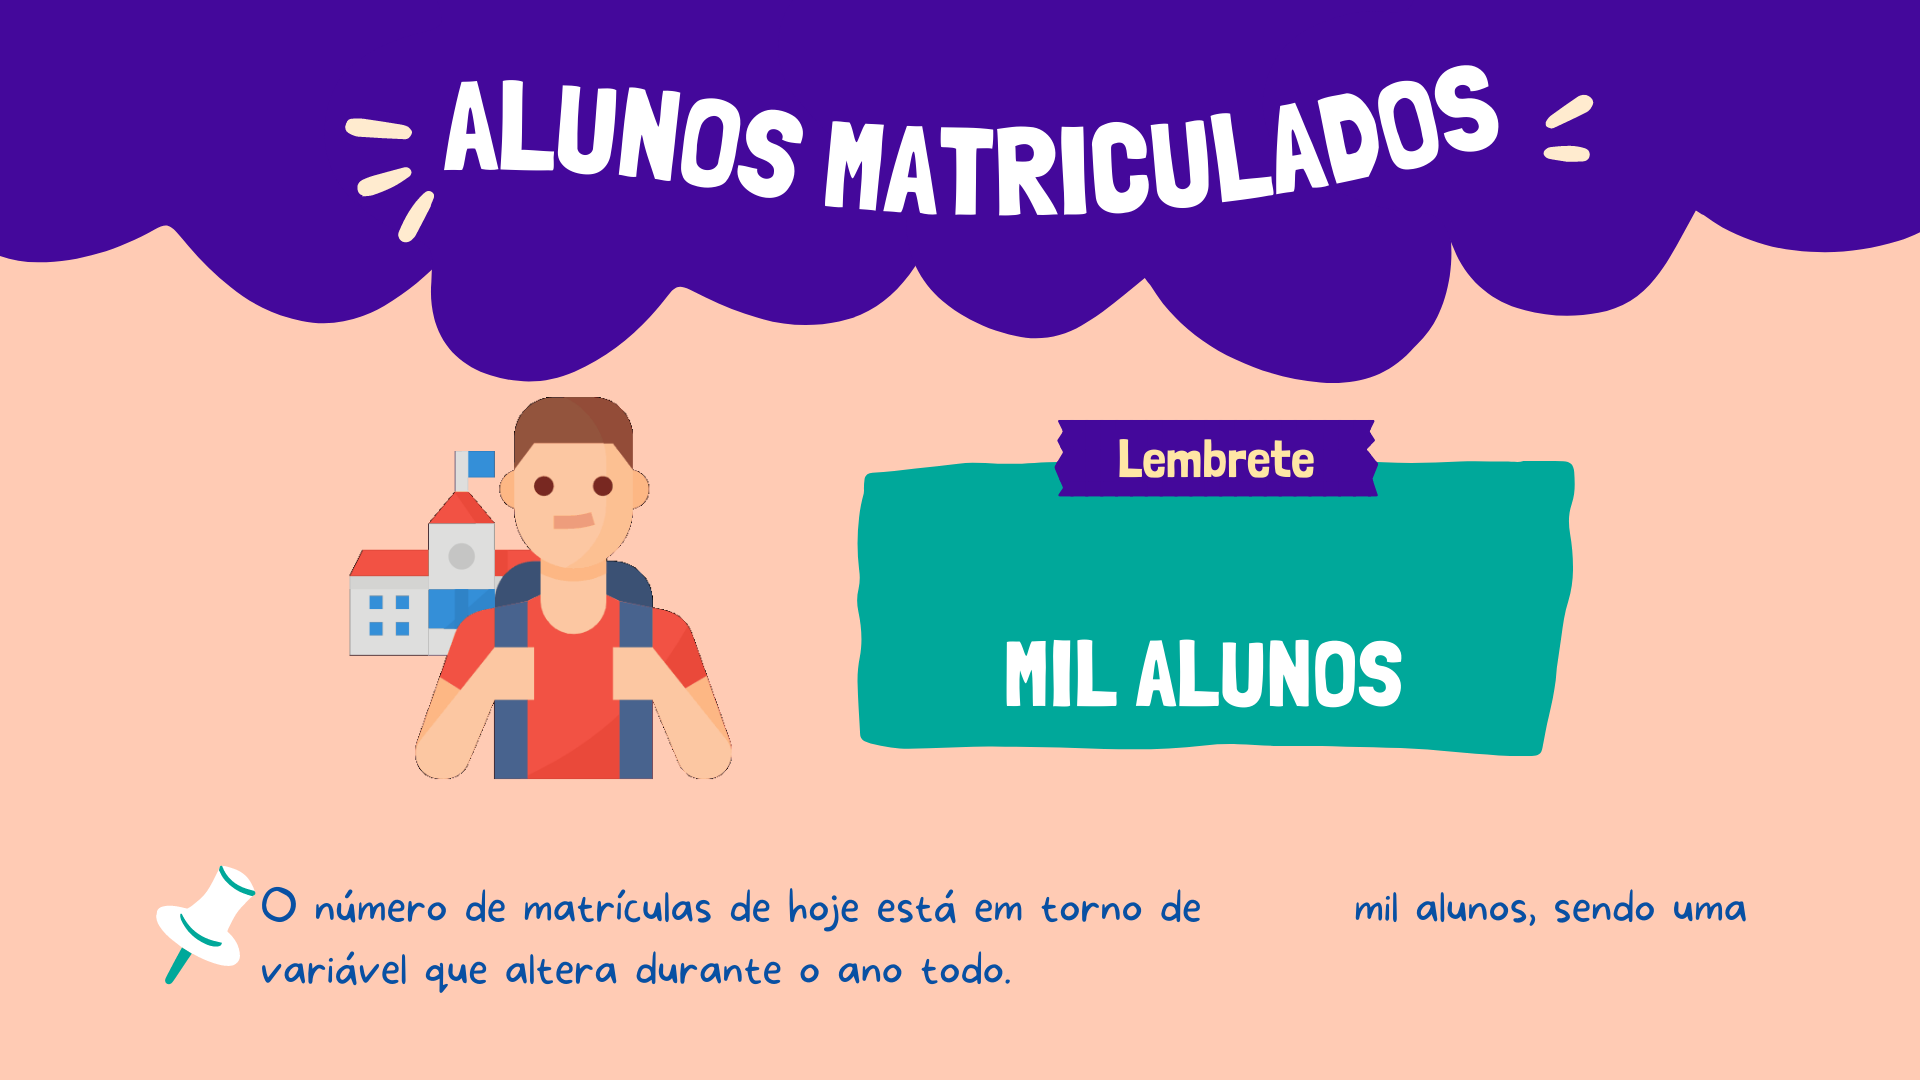 ALUNOS MATRICULADOS
Lembrete
MIL ALUNOS
O número de matrículas de hoje está em torno de mil alunos, sendo uma
variável que altera durante o ano todo.